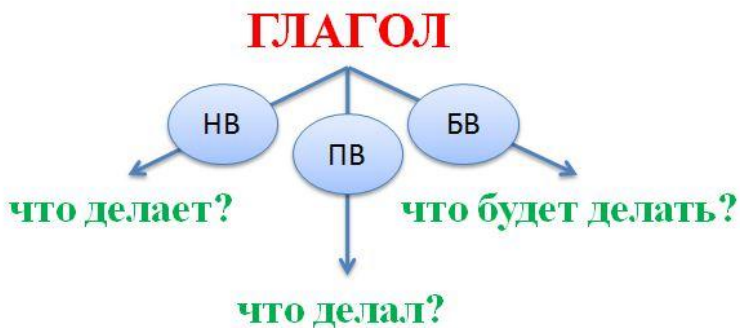 ГЛАГОЛ
НВ
ПВ
БВ
что делает?
что будет делать?
что делал?